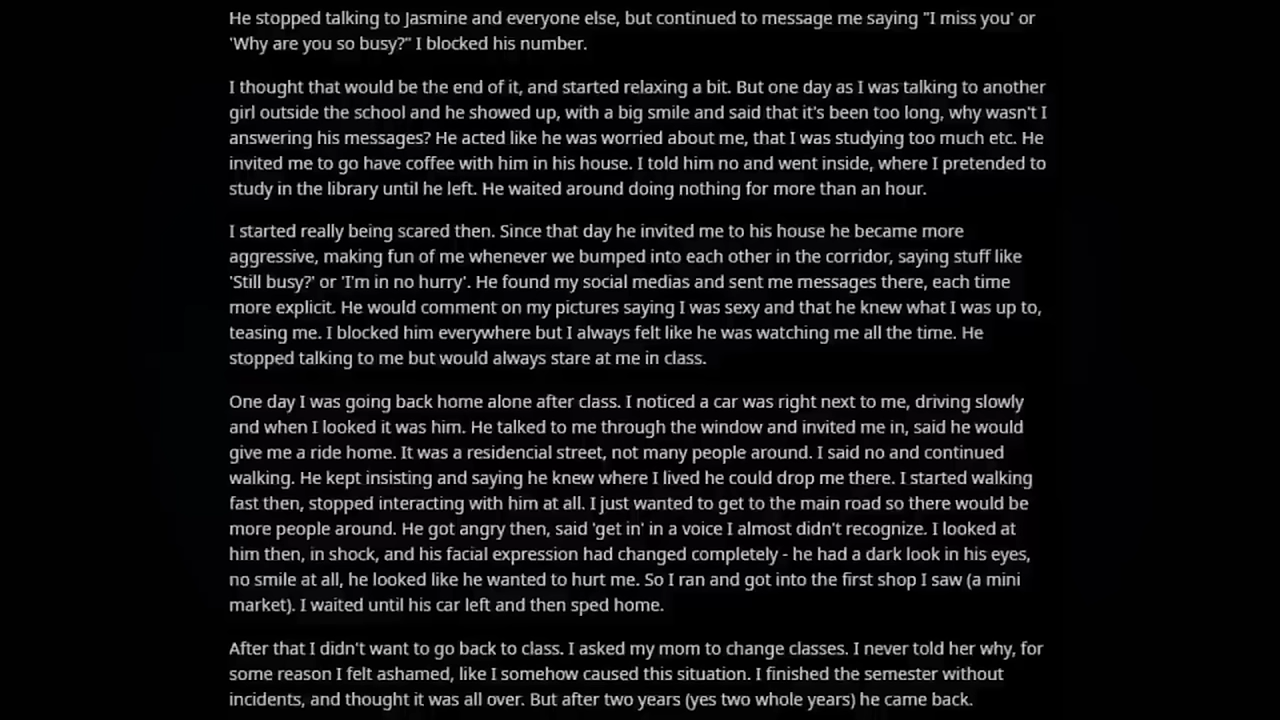 He stopped talking to Jasmine and everyone else, but continued to message me saying "I miss you' or
'Why are you so busy?" I blocked his number.
I thought that would be the end of it, and started relaxing a bit. But one day as I was talking to another
girl outside the school and he showed up, with a big smile and said that it's been too long, why wasn't I
answering his messages? He acted like he was worried about me, that I was studying too much etc. He
invited me to go have coffee with him in his house. I told him no and went inside, where I pretended to
study in the library until he left. He waited around doing nothing for more than an hour.
I started really being scared then. Since that day he invited me to his house he became more
aggressive, making fun of me whenever we bumped into each other in the corridor, saying stuff like
'Still busy?' or 'I'm in no hurry'. He found my social medias and sent me messages there, each time
more explicit. He would comment on my pictures saying I was sexy and that he knew what I was up to,
teasing me. I blocked him everywhere but I always felt like he was watching me all the time. He
stopped talking to me but would always stare at me in class.
One day I was going back home alone after class. I noticed a car was right next to me, driving slowly
and when I looked it was him. He talked to me through the window and invited me in, said he would
give me a ride home. It was a residencial street, not many people around. I said no and continued
walking. He kept insisting and saying he knew where I lived he could drop me there. I started walking
fast then, stopped interacting with him at all. I just wanted to get to the main road so there would be
more people around. He got angry then, said 'get in' in a voice I almost didn't recognize. I looked at
him then, in shock, and his facial expression had changed completely - he had a dark look in his eyes,
no smile at all, he looked like he wanted to hurt me. So I ran and got into the first shop I saw (a mini
market). I waited until his car left and then sped home.
After that I didn't want to go back to class. I asked my mom to change classes. I never told her why, for
some reason I felt ashamed, like I somehow caused this situation. I finished the semester without
incidents, and thought it was all over. But after two years (yes two whole years) he came back.